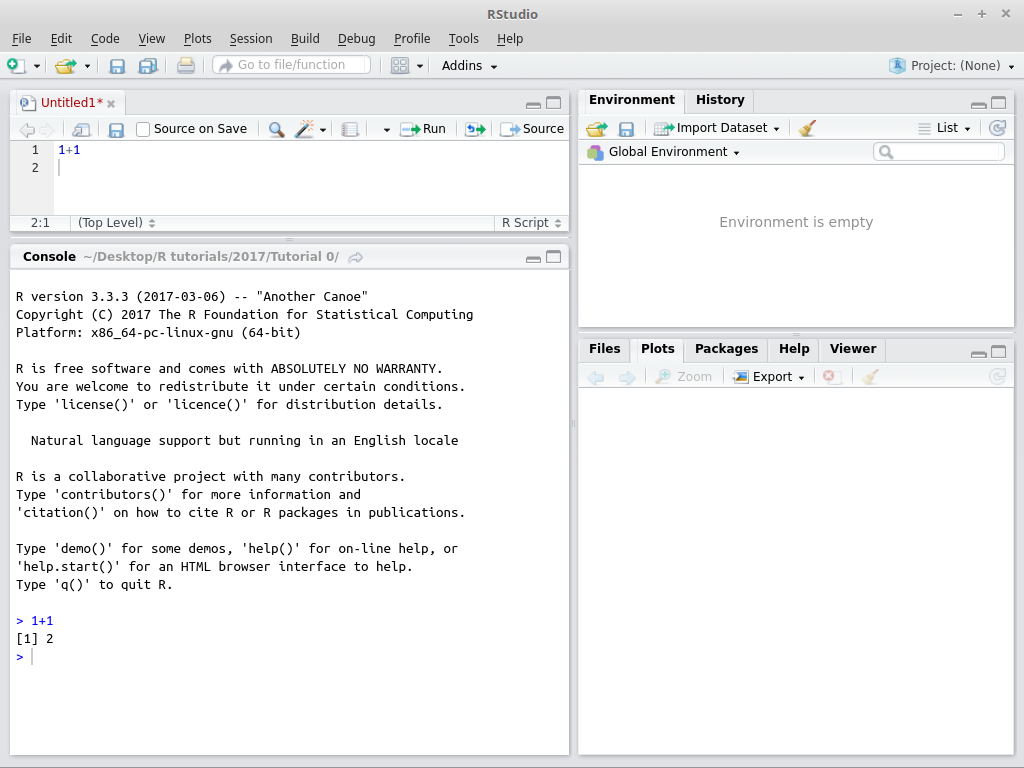 RStudio
File Edit Code View Plots Session Build Debug Profile Tools Help
Go to file/function Addins Project: (None)
Untitled1*
Source on Save Run Source
1 1+1
2
2:1 (Top Level) R Script
Console ~/Desktop/R tutorials/2017/Tutorial 0/
R version 3.3.3 (2017-03-06) -- "Another Canoe"
Copyright (C) 2017 The R Foundation for Statistical Computing
Platform: x86_64-pc-linux-gnu (64-bit)
R is free software and comes with ABSOLUTELY NO WARRANTY.
You are welcome to redistribute it under certain conditions.
Type 'license()' or 'licence()' for distribution details.
Natural language support but running in an English locale
R is a collaborative project with many contributors.
Type 'contributors()' for more information and
'citation()' on how to cite R or R packages in publications.
Type 'demo()' for some demos, 'help()' for on-line help, or
'help.start()' for an HTML browser interface to help.
Type 'q()' to quit R.
> 1+1
[1] 2
>
Environment History
Import Dataset List
Global Environment
Environment is empty
Files Plots Packages Help Viewer
Zoom Export